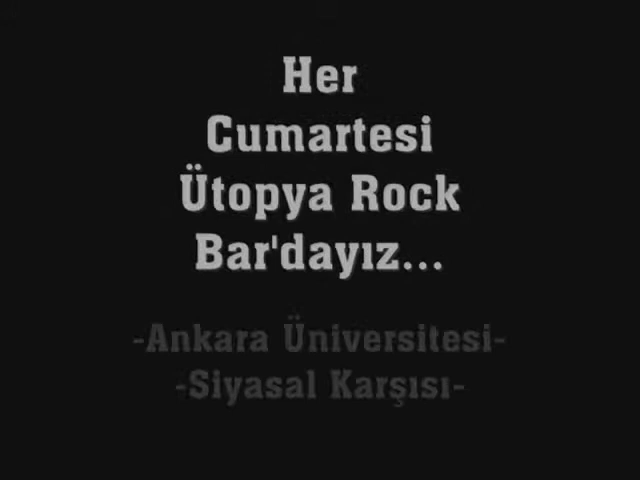 Her
Cumartesi
Ütopya Rock
Bar'dayız...
-Ankara Üniversitesi-
-Siyasal Karşısı-